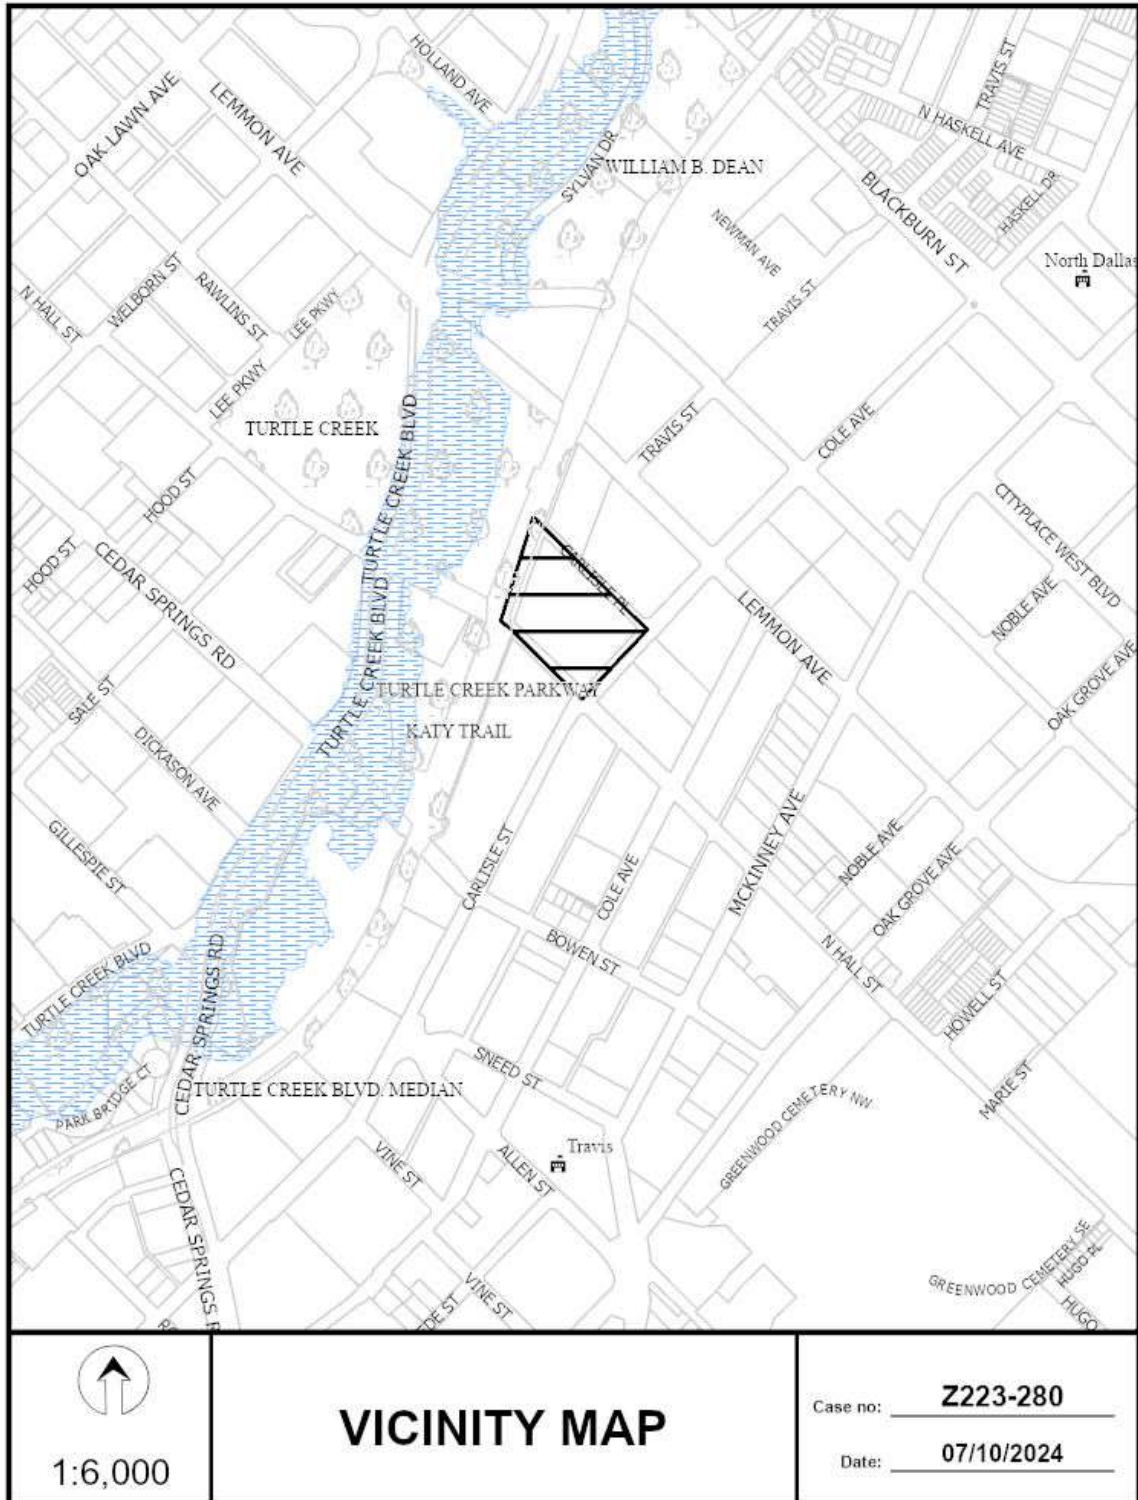 HOLLAND AVE
TRAVIS ST
OAK LAWN AVE
LEMMON AVE
N HASKELL AVE
SYLVAN DR
WILLIAM B. DEAN
BLACKBURN ST
HASKELL DR
NEWMAN AVE
North Dallas
N HALL ST
WELBORN ST
RAWLINS ST
LEE PKWY
TRAVIS ST
LEE PKWY
TURTLE CREEK
TURTLE CREEK BLVD
TRAVIS ST
COLE AVE
HOOD ST
CITYPLACE WEST BLVD
HOOD ST
CEDAR SPRINGS RD
TURTLE CREEK BLVD
LEMMON AVE
NOBLE AVE
OAK GROVE AVE
SALE ST
TURTLE CREEK PARKWAY
TURTLE CREEK BLVD
KATY TRAIL
DICKASON AVE
GILLESPIE ST
CARLISLE ST
COLE AVE
MCKINNEY AVE
NOBLE AVE
OAK GROVE AVE
BOWEN ST
N HALL ST
TURTLE CREEK BLVD
CEDAR SPRINGS RD
HOWELL ST
SNEED ST
MARIE ST
PARK BRIDGE CT
TURTLE CREEK BLVD. MEDIAN
GREENWOOD CEMETERY NW
VINE ST
ALLEN ST
Travis
CEDAR SPRINGS R
GREENWOOD CEMETERY SE
HUGO PL
VINE ST
DE ST
HUGO
1:6,000
VICINITY MAP
Case no: Z223-280
Date: 07/10/2024